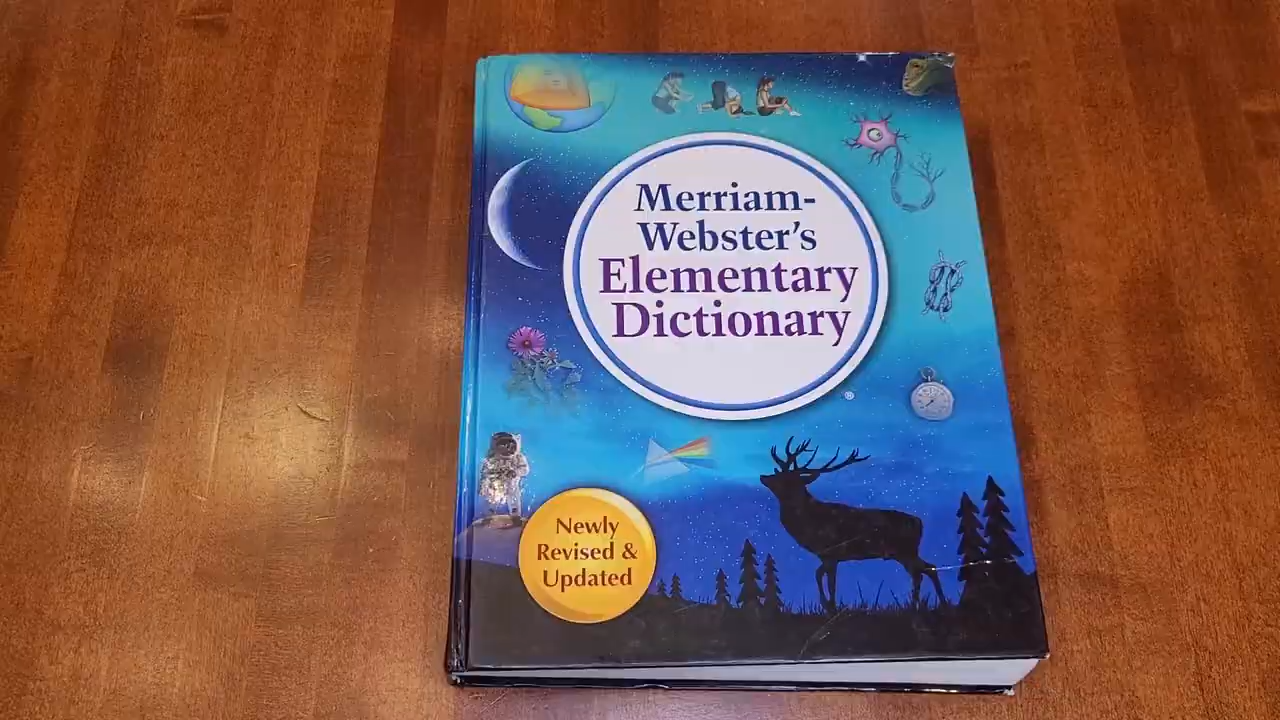 Merriam-
Webster's
Elementary
Dictionary
®
Newly
Revised &
Updated